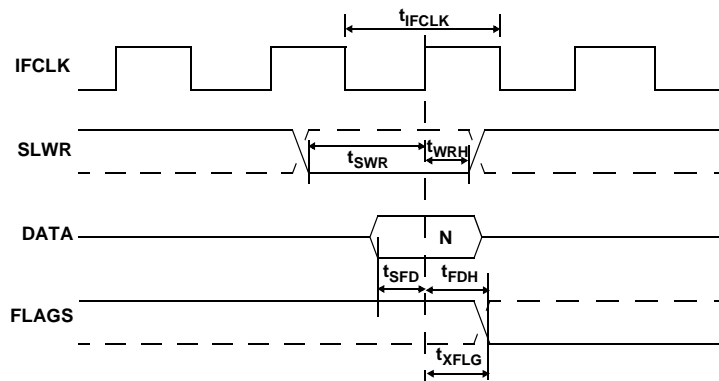 tIFCLK
IFCLK
SLWR
tSWR
tWRH
DATA
N
tSFD
tFDH
FLAGS
tXFLG